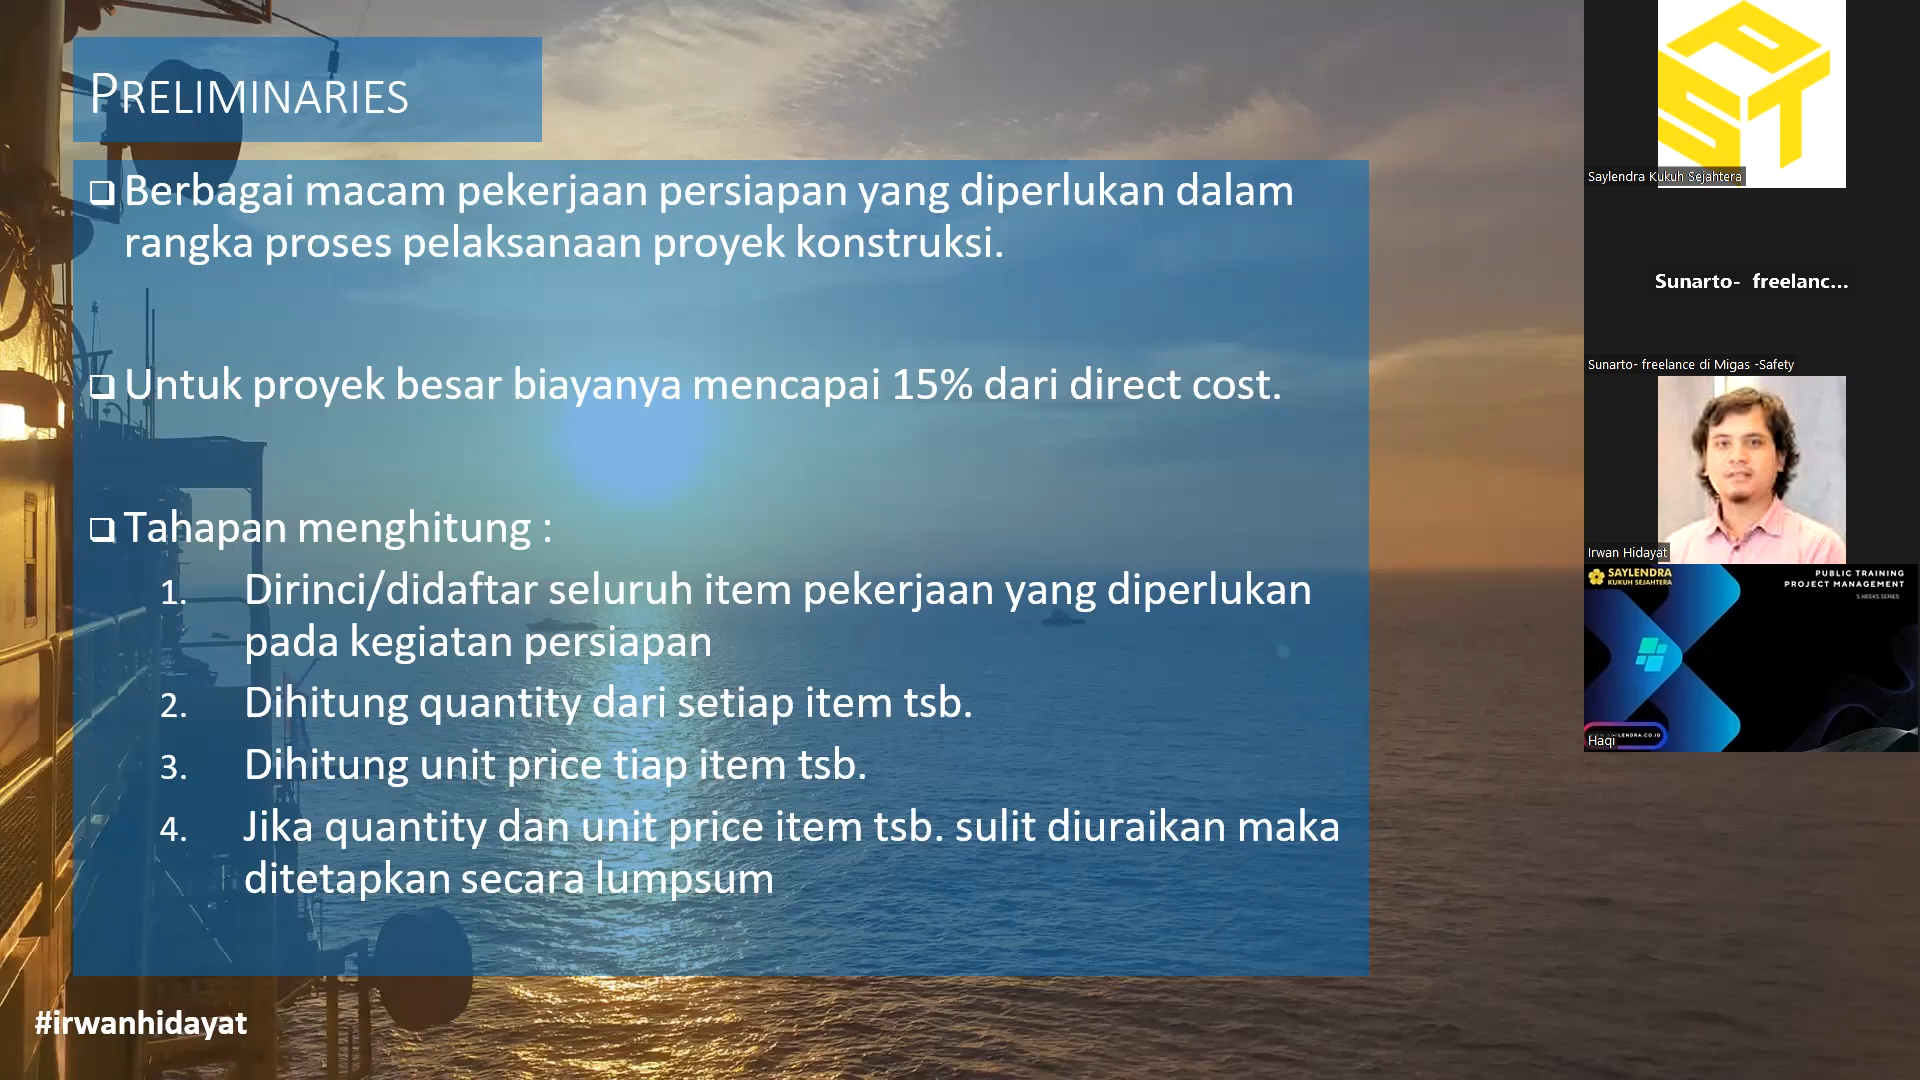 PRELIMINARIES
Berbagai macam pekerjaan persiapan yang diperlukan dalam
rangka proses pelaksanaan proyek konstruksi.
Untuk proyek besar biayanya mencapai 15% dari direct cost.
Tahapan menghitung :
1. Dirinci/didaftar seluruh item pekerjaan yang diperlukan
pada kegiatan persiapan
2. Dihitung quantity dari setiap item tsb.
3. Dihitung unit price tiap item tsb.
4. Jika quantity dan unit price item tsb. sulit diuraikan maka
ditetapkan secara lumpsum
#irwanhidayat
Saylendra Kukuh Sejahtera
Sunarto- freelanc...
Sunarto- freelance di Migas -Safety
Irwan Hidayat
SAYLENDRA
KUKUH SEJAHTERA
PUBLIC TRAINING
PROJECT MANAGEMENT
5 WEEKS SERIES
Haqi